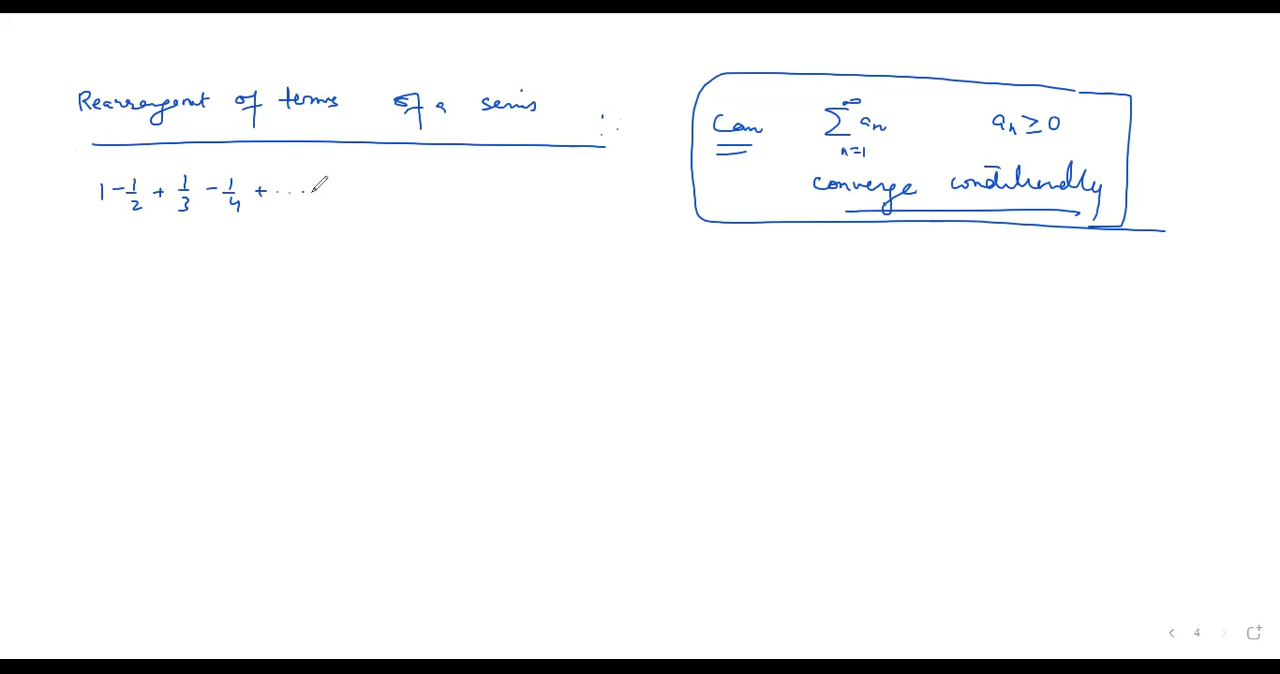 Rearrangemt of terms of a series
1 - 1/2 + 1/3 - 1/4 + ....
Can ∑_{n=1}^{∞} a_n a_n ≥ 0
converge conditionally
4